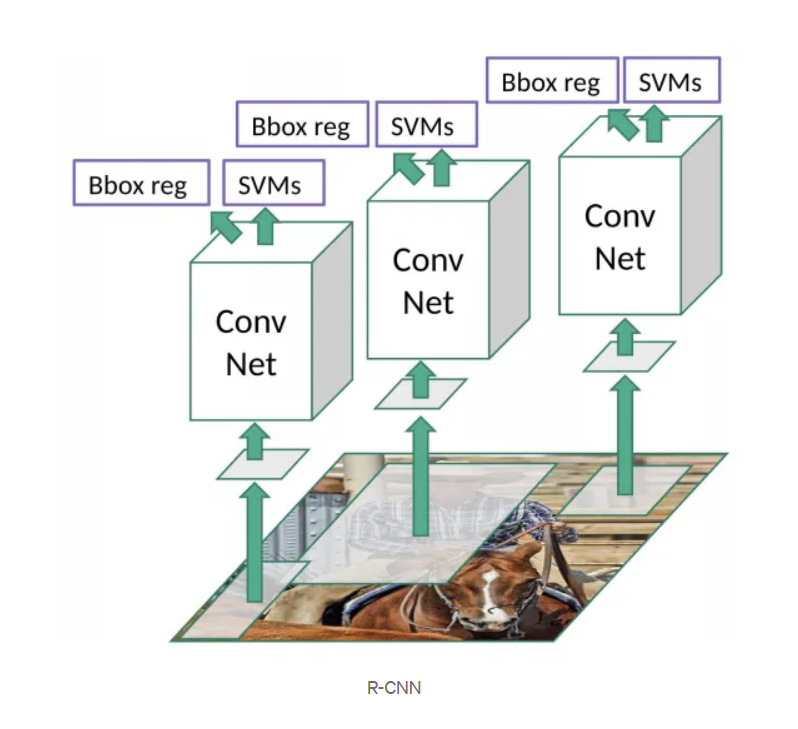 Bbox reg
SVMs
Bbox reg
SVMs
Bbox reg
SVMs
Conv
Net
Conv
Net
Conv
Net
R-CNN